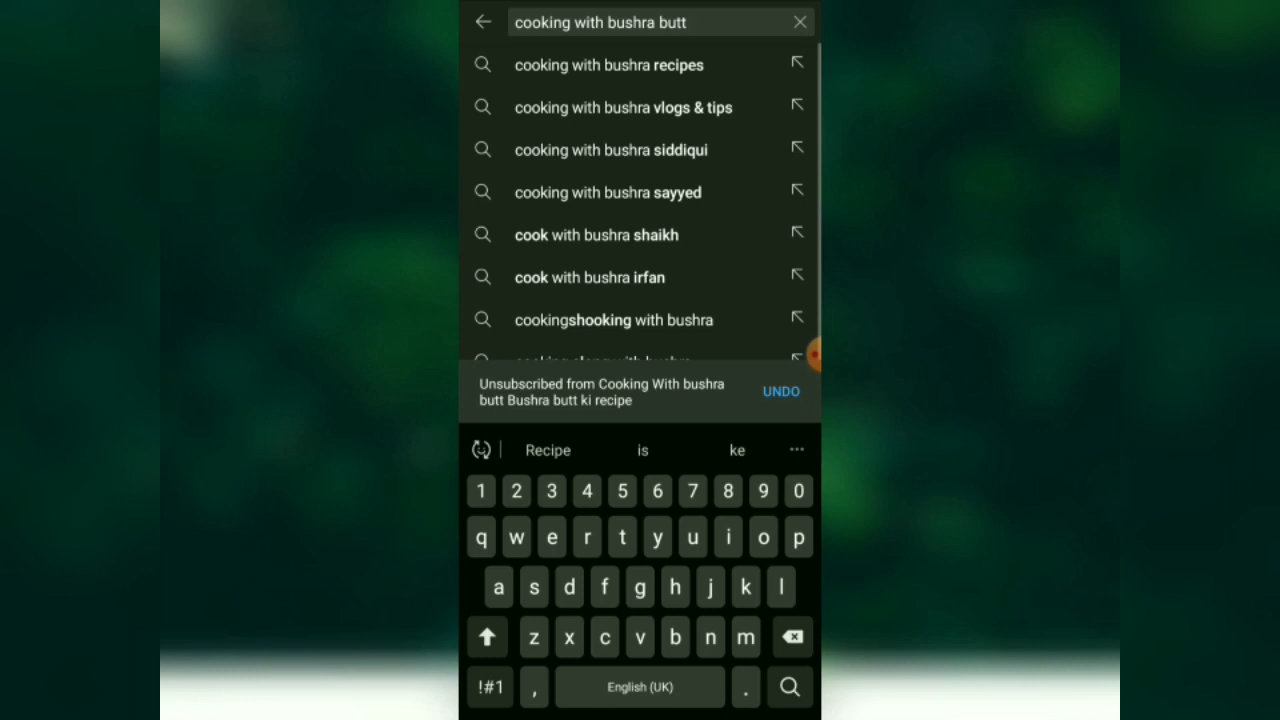 cooking with bushra butt
cooking with bushra recipes
cooking with bushra vlogs & tips
cooking with bushra siddiqui
cooking with bushra sayyed
cook with bushra shaikh
cook with bushra irfan
cookingshooking with bushra
Unsubscribed from Cooking With bushra
butt Bushra butt ki recipe
UNDO
Recipe is ke
1 2 3 4 5 6 7 8 9 0
q w e r t y u i o p
a s d f g h j k l
z x c v b n m
!#1 , English (UK) .